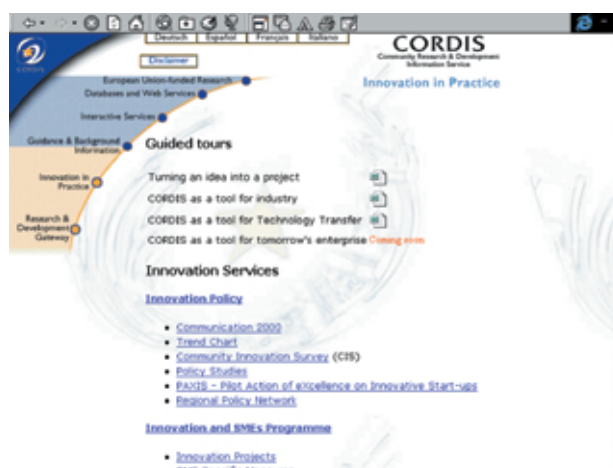 Deutsch Español Français Italiano
CORDIS
Community Research & Development
Information Service
Disclaimer
CORDIS
Innovation in Practice
European Union-funded Research
Databases and Web Services
Interactive Services
Guidance & Background
Information
Innovation in
Practice
Research &
Development
Gateway
Guided tours
Turning an idea into a project
CORDIS as a tool for industry
CORDIS as a tool for Technology Transfer
CORDIS as a tool for tomorrow's enterprise Coming soon
Innovation Services
Innovation Policy
• Communication 2000
• Trend Chart
• Community Innovation Survey (CIS)
• Policy Studies
• PAXIS - Pilot Action of eXcellence on Innovative Start-ups
• Regional Policy Network
Innovation and SMEs Programme
• Innovation Projects